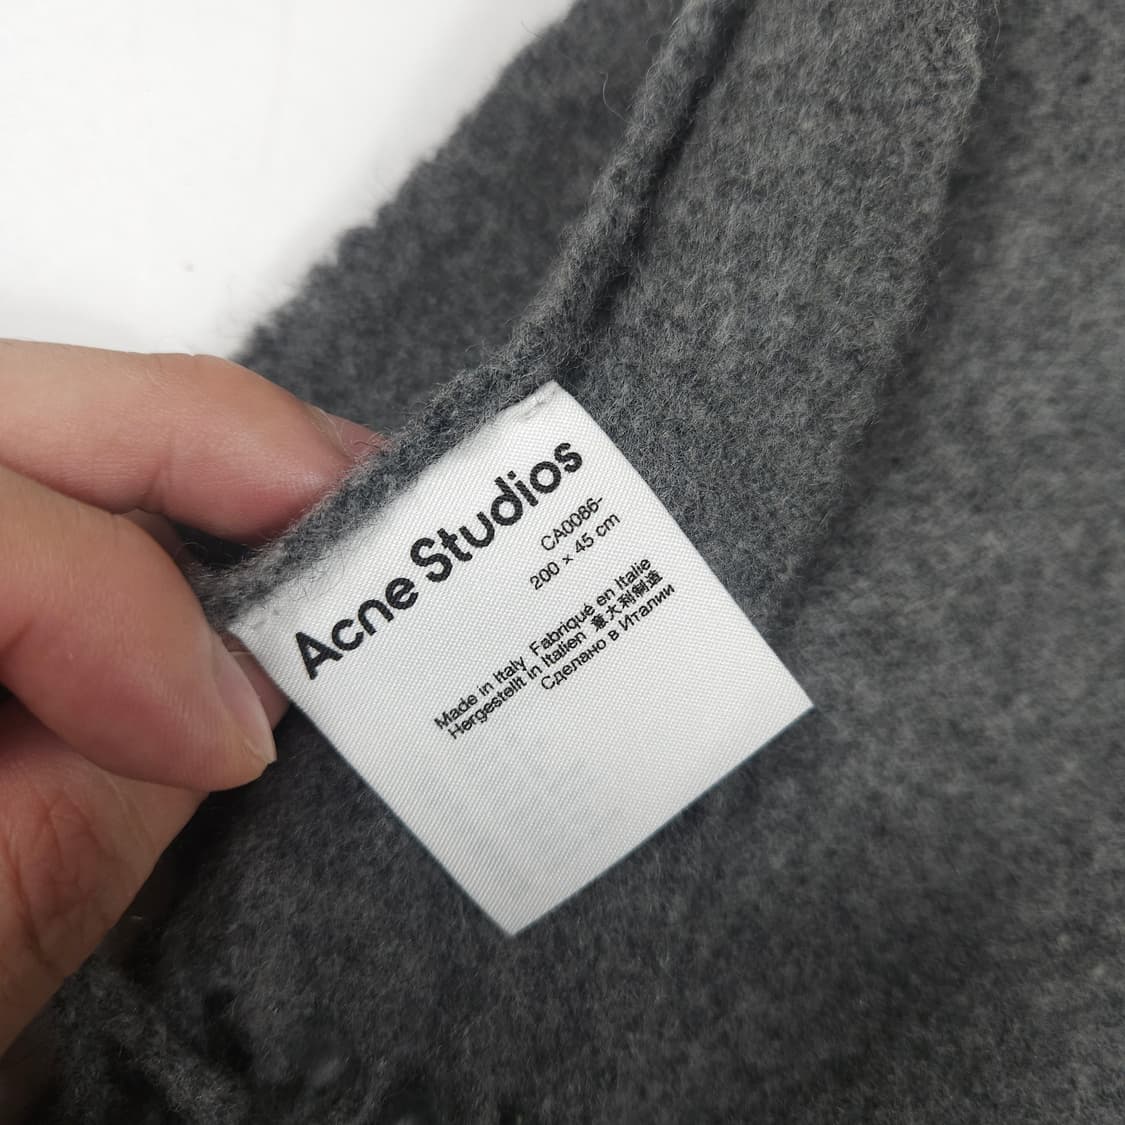 Acne Studios
CA0086-
200 × 45 cm
Made in Italy Fabriqué en Italie
Hergestellt in Italien 意大利制造
Сделано в Италии